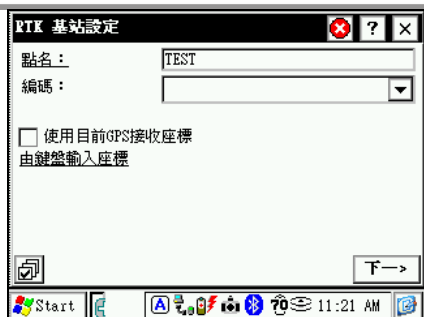 RTK 基站設定 ? ×
點名： TEST
編碼：
使用目前GPS接收座標
由鍵盤輸入座標
下一>
Start A 70 11:21 AM